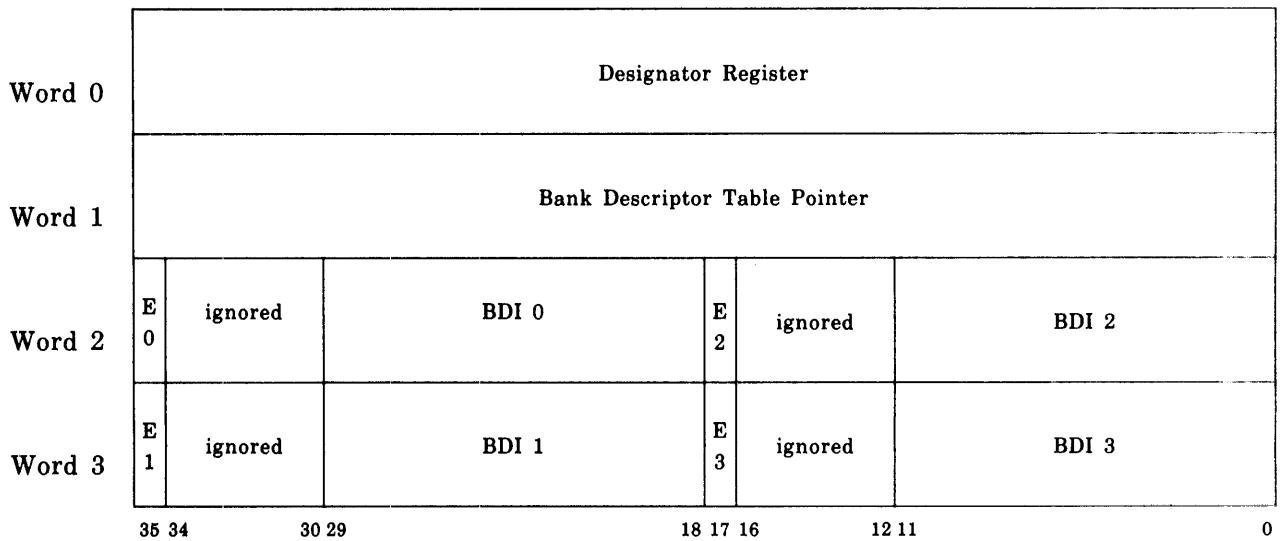 Word 0 Designator Register
Word 1 Bank Descriptor Table Pointer
Word 2 E 0 ignored BDI 0 E 2 ignored BDI 2
Word 3 E 1 ignored BDI 1 E 3 ignored BDI 3
35 34 30 29 18 17 16 12 11 0